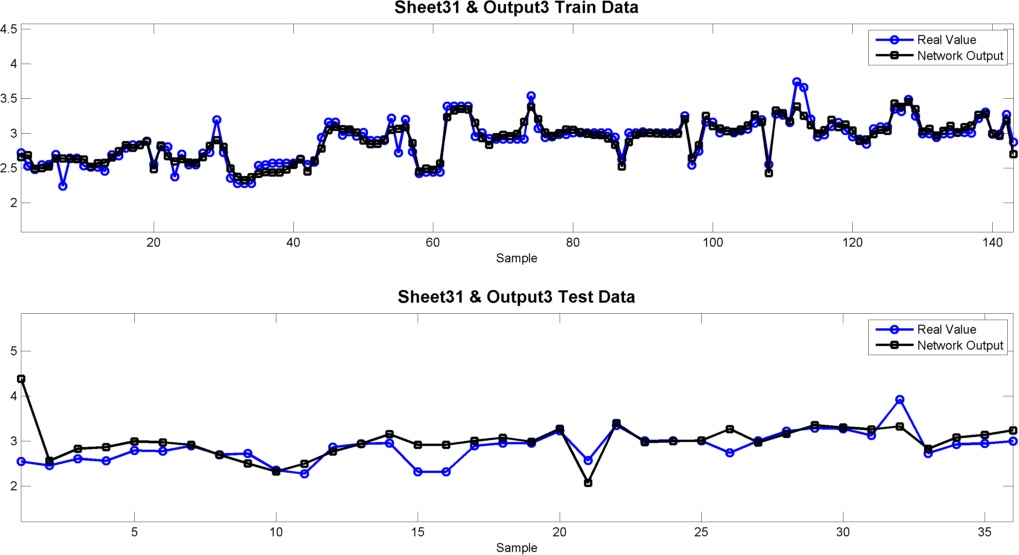 Sheet31 & Output3 Train Data
4.5
4
3.5
3
2.5
2
Real Value
Network Output
20 40 60 80 100 120 140
Sample
Sheet31 & Output3 Test Data
5
4
3
2
Real Value
Network Output
5 10 15 20 25 30 35
Sample